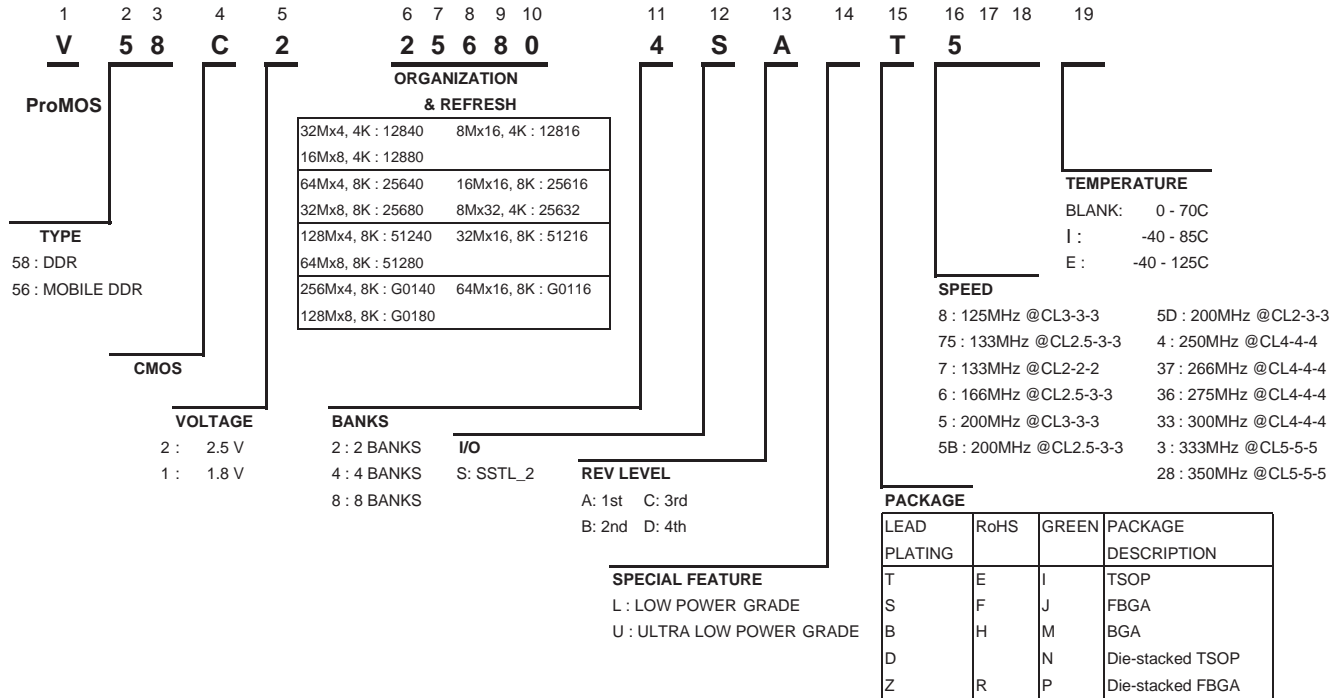 1 2 3 4 5 6 7 8 9 10 11 12 13 14 15 16 17 18 19
V 5 8 C 2 2 5 6 8 0 4 S A T 5
ProMOS
ORGANIZATION
& REFRESH
32Mx4, 4K : 12840 8Mx16, 4K : 12816
16Mx8, 4K : 12880
64Mx4, 8K : 25640 16Mx16, 8K : 25616
32Mx8, 8K : 25680 8Mx32, 4K : 25632
128Mx4, 8K : 51240 32Mx16, 8K : 51216
64Mx8, 8K : 51280
256Mx4, 8K : G0140 64Mx16, 8K : G0116
128Mx8, 8K : G0180
TEMPERATURE
BLANK: 0 - 70C
I : -40 - 85C
E : -40 - 125C
TYPE
58 : DDR
56 : MOBILE DDR
SPEED
8 : 125MHz @CL3-3-3 5D : 200MHz @CL2-3-3
75 : 133MHz @CL2.5-3-3 4 : 250MHz @CL4-4-4
7 : 133MHz @CL2-2-2 37 : 266MHz @CL4-4-4
6 : 166MHz @CL2.5-3-3 36 : 275MHz @CL4-4-4
5 : 200MHz @CL3-3-3 33 : 300MHz @CL4-4-4
5B : 200MHz @CL2.5-3-3 3 : 333MHz @CL5-5-5
28 : 350MHz @CL5-5-5
CMOS
VOLTAGE
2 : 2.5 V
1 : 1.8 V
BANKS
2 : 2 BANKS
4 : 4 BANKS
8 : 8 BANKS
I/O
S: SSTL_2
REV LEVEL
A: 1st C: 3rd
B: 2nd D: 4th
SPECIAL FEATURE
L : LOW POWER GRADE
U : ULTRA LOW POWER GRADE
PACKAGE
LEAD RoHS GREEN PACKAGE
PLATING DESCRIPTION
T E I TSOP
S F J FBGA
B H M BGA
D N Die-stacked TSOP
Z R P Die-stacked FBGA